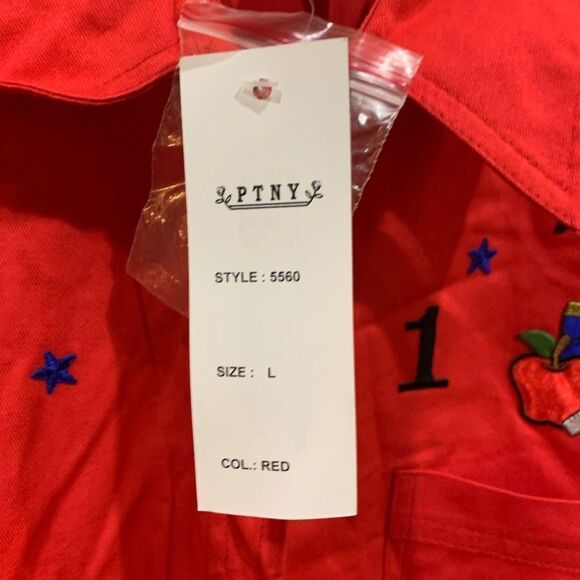 PTNY
STYLE : 5560
1
SIZE : L
COL.: RED